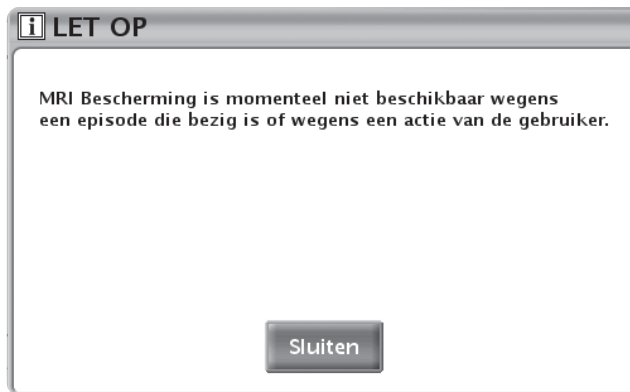 LET OP
MRI Bescherming is momenteel niet beschikbaar wegens
een episode die bezig is of wegens een actie van de gebruiker.
Sluiten